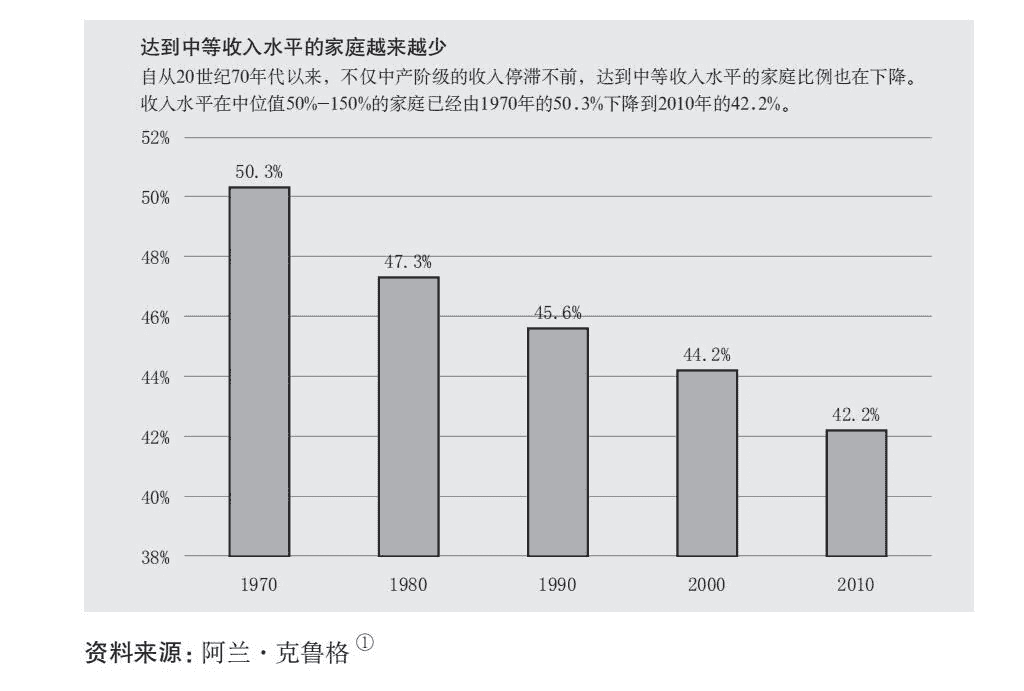 达到中等收入水平的家庭越来越少
自从20世纪70年代以来，不仅中产阶级的收入停滞不前，达到中等收入水平的家庭比例也在下降。
收入水平在中位值50%—150%的家庭已经由1970年的50.3%下降到2010年的42.2%。
52%
50%
48%
46%
44%
42%
40%
38%
50.3%
47.3%
45.6%
44.2%
42.2%
1970 1980 1990 2000 2010
资料来源：阿兰·克鲁格①